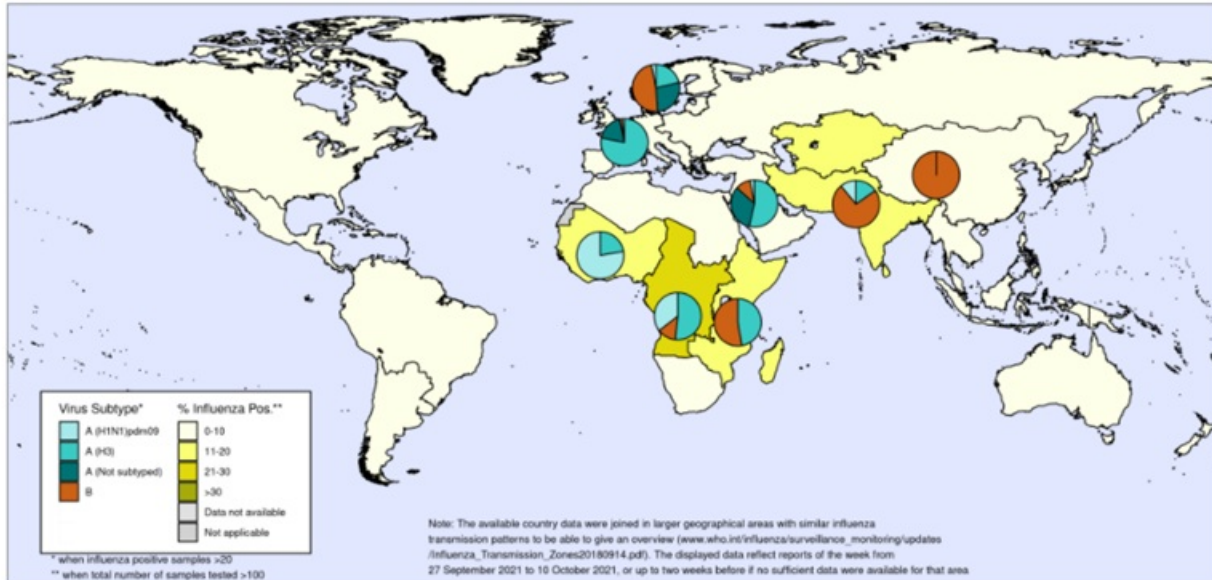 Virus Subtype*
A (H1N1)pdm09
A (H3)
A (Not subtyped)
B
% Influenza Pos.**
0-10
11-20
21-30
>30
Data not available
Not applicable
* when influenza positive samples >20
** when total number of samples tested >100
Note: The available country data were joined in larger geographical areas with similar influenza
transmission patterns to be able to give an overview (www.who.int/influenza/surveillance_monitoring/updates
/Influenza_Transmission_Zones20180914.pdf). The displayed data reflect reports of the week from
27 September 2021 to 10 October 2021, or up to two weeks before if no sufficient data were available for that area